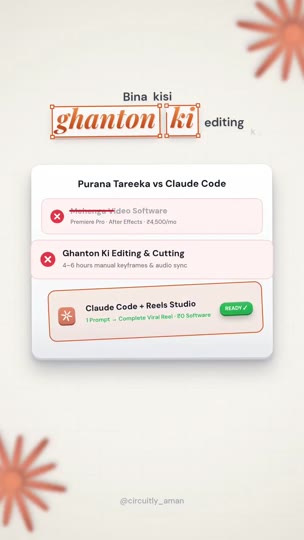 Bina kisi
ghanton ki editing
K
Purana Tareeka vs Claude Code
Mehenga Video Software
Premiere Pro · After Effects · ₹4,500/mo
Ghanton Ki Editing & Cutting
4–6 hours manual keyframes & audio sync
Claude Code + Reels Studio
1 Prompt → Complete Viral Reel · ₹0 Software
READY ✓
@circuitly_aman